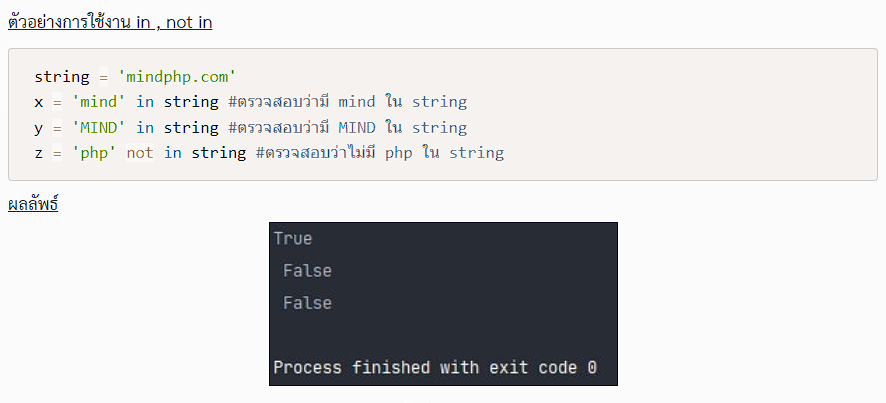 ตัวอย่างการใช้งาน in , not in
string = 'mindphp.com'
x = 'mind' in string #ตรวจสอบว่ามี mind ใน string
y = 'MIND' in string #ตรวจสอบว่ามี MIND ใน string
z = 'php' not in string #ตรวจสอบว่าไม่มี php ใน string
ผลลัพธ์
True
False
False
Process finished with exit code 0